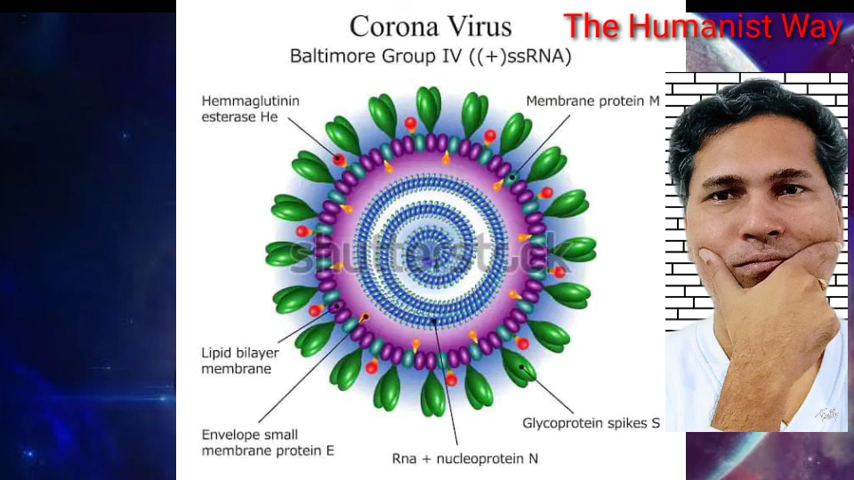 Corona Virus
The Humanist Way
Baltimore Group IV ((+)ssRNA)
Hemmaglutinin
esterase He
Membrane protein M
shutterstock
Lipid bilayer
membrane
Envelope small
membrane protein E
Glycoprotein spikes S
Rna + nucleoprotein N